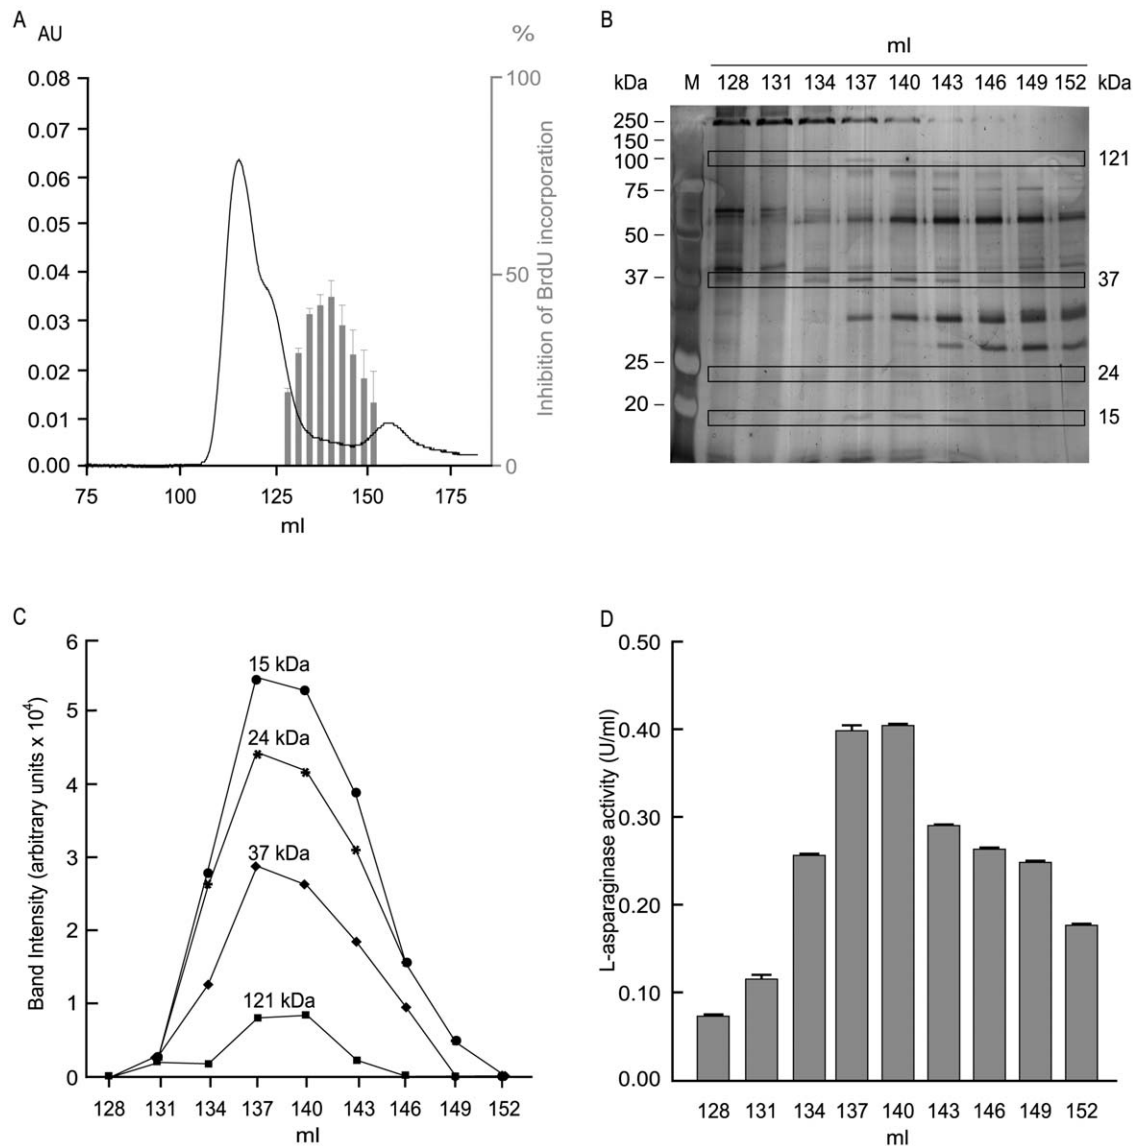 A
AU
%
0.08
0.07
0.06
0.05
0.04
0.03
0.02
0.01
0.00
100
50
0
Inhibition of BrdU incorporation
75 100 125 150 175
ml
B
ml
kDa M 128 131 134 137 140 143 146 149 152 kDa
250
150
100
75
50
37
25
20
121
37
24
15
C
Band Intensity (arbitrary units x 10⁴)
6
5
4
3
2
1
0
15 kDa
24 kDa
37 kDa
121 kDa
128 131 134 137 140 143 146 149 152
ml
D
L-asparaginase activity (U/ml)
0.50
0.40
0.30
0.20
0.10
0.00
128 131 134 137 140 143 146 149 152
ml